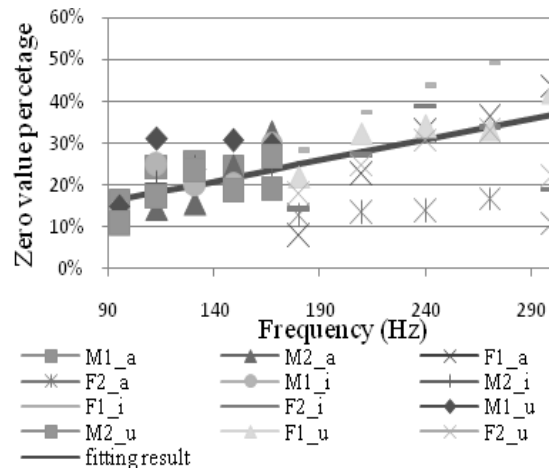 60%
50%
40%
30%
20%
10%
0%
Zero value percetage
90 140 190 240 290
Frequency (Hz)
M1_a M2_a F1_a
F2_a M1_i M2_i
F1_i F2_i M1_u
M2_u F1_u F2_u
fitting result